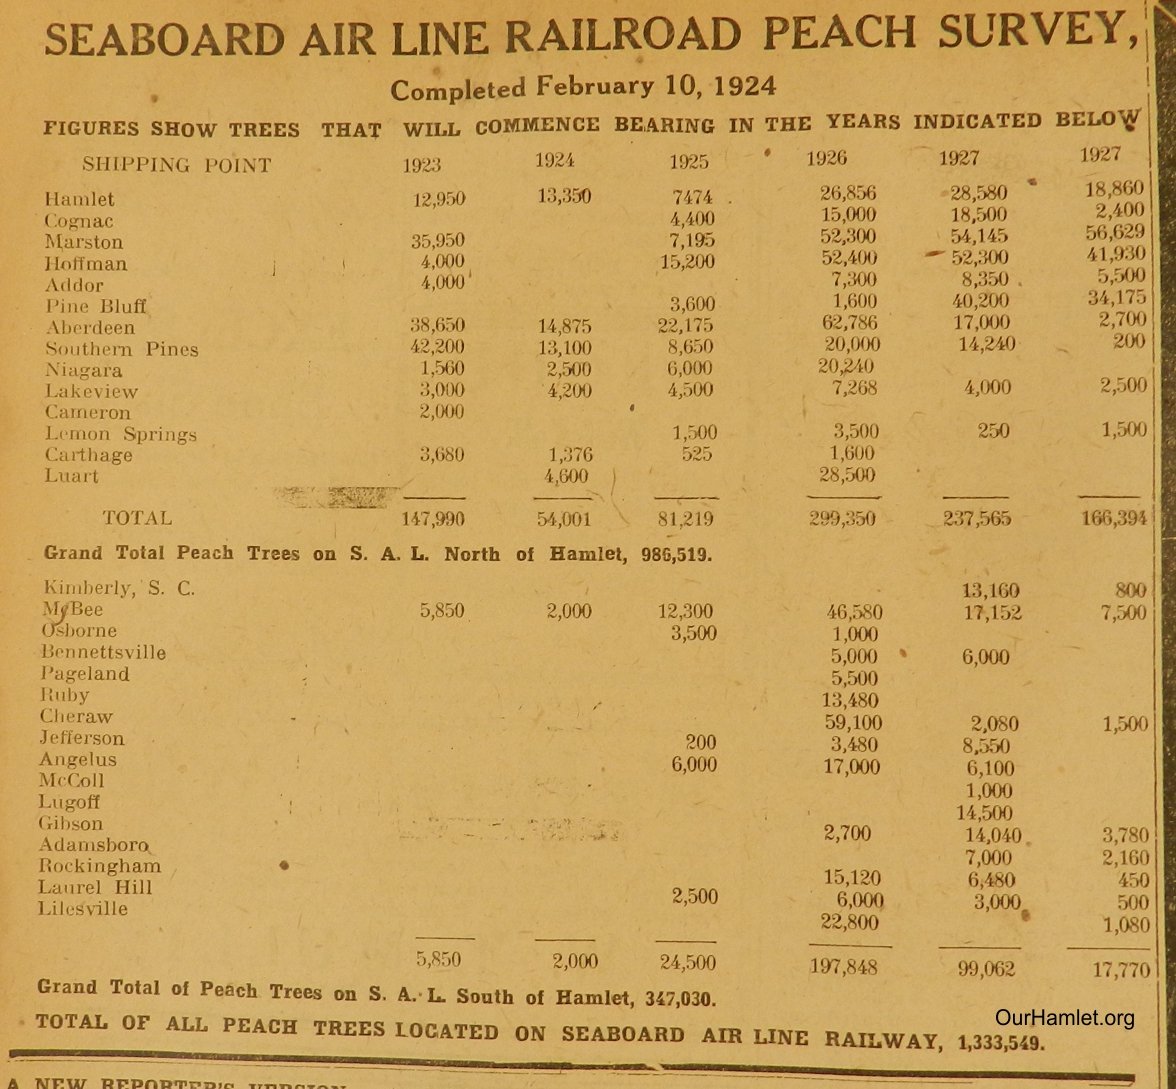 SEABOARD AIR LINE RAILROAD PEACH SURVEY,
Completed February 10, 1924
FIGURES SHOW TREES THAT WILL COMMENCE BEARING IN THE YEARS INDICATED BELOW
SHIPPING POINT 1923 1924 1925 1926 1927 1927
Hamlet 12,950 13,350 7474 26,856 28,580 18,860
Cognac 4,400 15,000 18,500 2,400
Marston 35,950 7,195 52,300 54,145 56,629
Hoffman 4,000 15,200 52,400 52,300 41,930
Addor 4,000 7,300 8,350 5,500
Pine Bluff 3,600 1,600 40,200 34,175
Aberdeen 38,650 14,875 22,175 62,786 17,000 2,700
Southern Pines 42,200 13,100 8,650 20,000 14,240 200
Niagara 1,560 2,500 6,000 20,240
Lakeview 3,000 4,200 4,500 7,268 4,000 2,500
Cameron 2,000
Lemon Springs 1,500 3,500 250 1,500
Carthage 3,680 1,376 525 1,600
Luart 4,600 28,500
TOTAL 147,990 54,001 81,219 299,350 237,565 166,394
Grand Total Peach Trees on S. A. L. North of Hamlet, 986,519.
Kimberly, S. C. 13,160 800
McBee 5,850 2,000 12,300 46,580 17,152 7,500
Osborne 3,500 1,000
Bennettsville 5,000 6,000
Pageland 5,500
Ruby 13,480
Cheraw 59,100 2,080 1,500
Jefferson 200 3,480 8,550
Angelus 6,000 17,000 6,100
McColl 1,000
Lugoff 14,500
Gibson 2,700 14,040 3,780
Adamsboro 7,000 2,160
Rockingham 15,120 6,480 450
Laurel Hill 2,500 6,000 3,000 500
Lilesville 22,800 1,080
5,850 2,000 24,500 197,848 99,062 17,770
Grand Total of Peach Trees on S. A. L. South of Hamlet, 347,030.
TOTAL OF ALL PEACH TREES LOCATED ON SEABOARD AIR LINE RAILWAY, 1,333,549.
OurHamlet.org
A NEW REPORTER'S VERSION